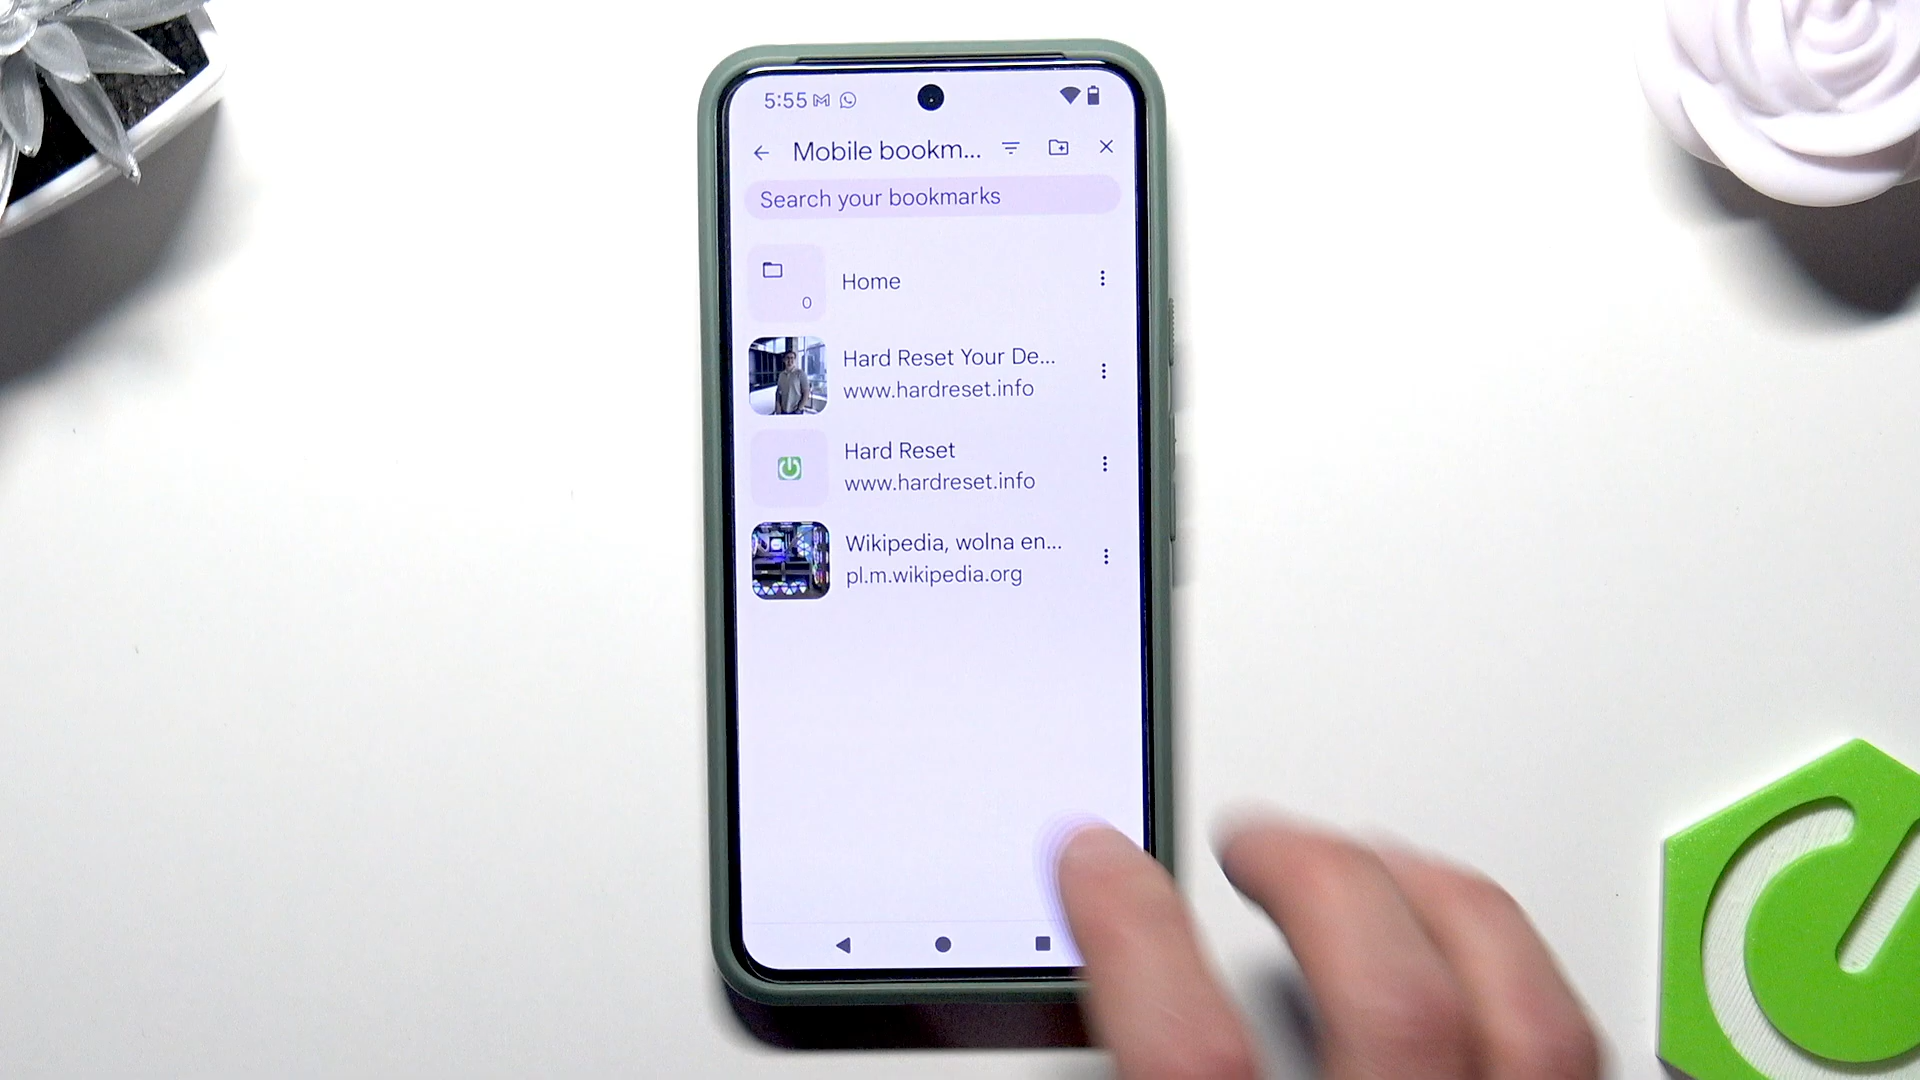 5:55
Mobile bookm...
Search your bookmarks
0
Home
Hard Reset Your De...
www.hardreset.info
Hard Reset
www.hardreset.info
Wikipedia, wolna en...
pl.m.wikipedia.org